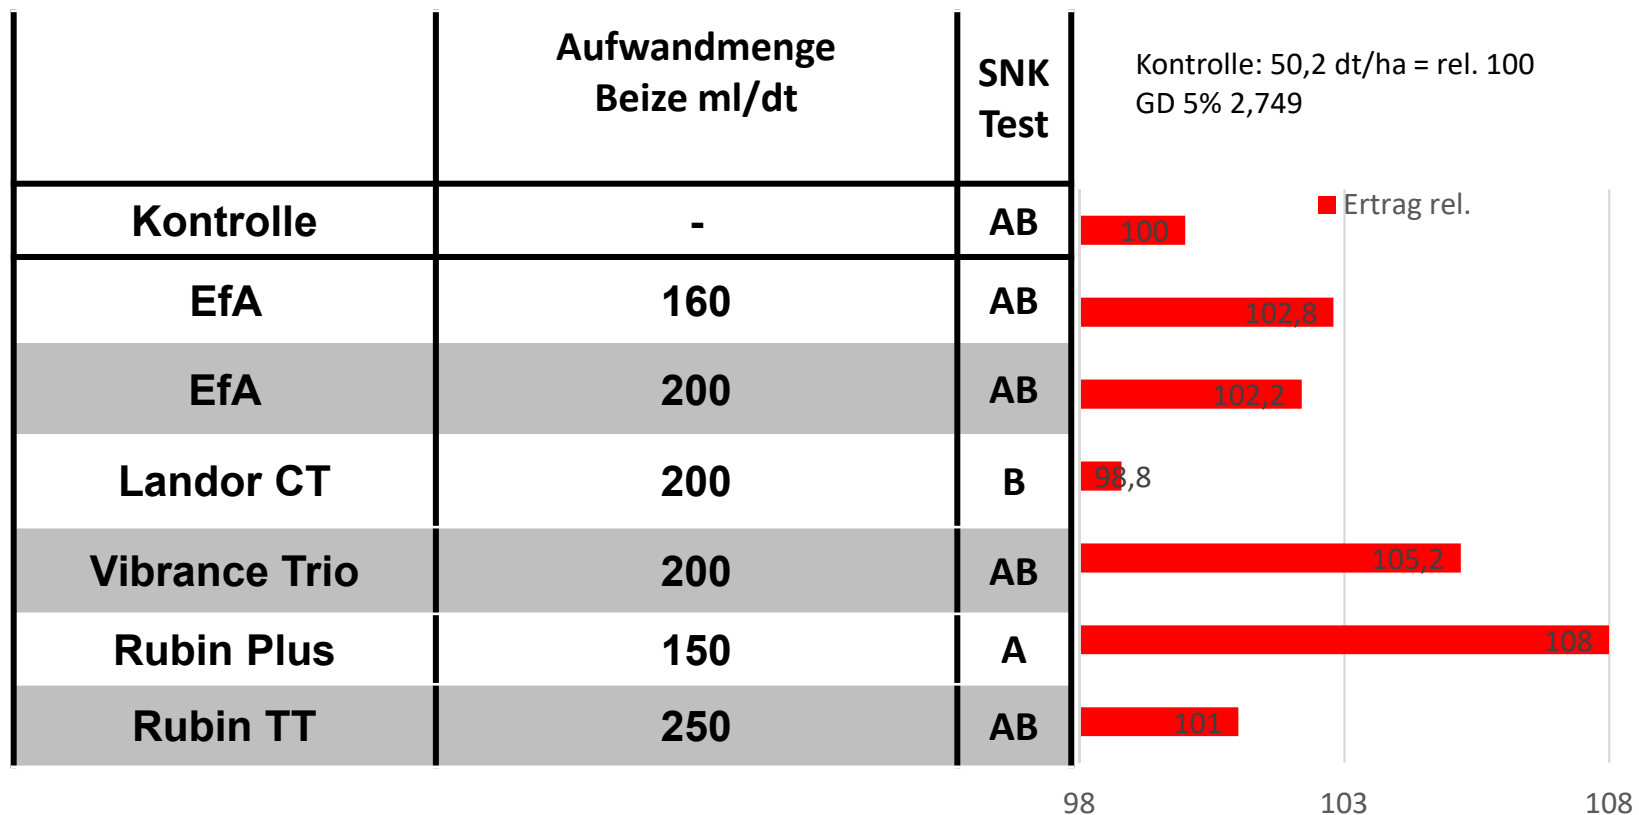 Aufwandmenge
Beize ml/dt
SNK
Test
Kontrolle: 50,2 dt/ha = rel. 100
GD 5% 2,749
Ertrag rel.
Kontrolle - AB 100
EfA 160 AB 102,8
EfA 200 AB 102,2
Landor CT 200 B 98,8
Vibrance Trio 200 AB 105,2
Rubin Plus 150 A 108
Rubin TT 250 AB 101
98 103 108